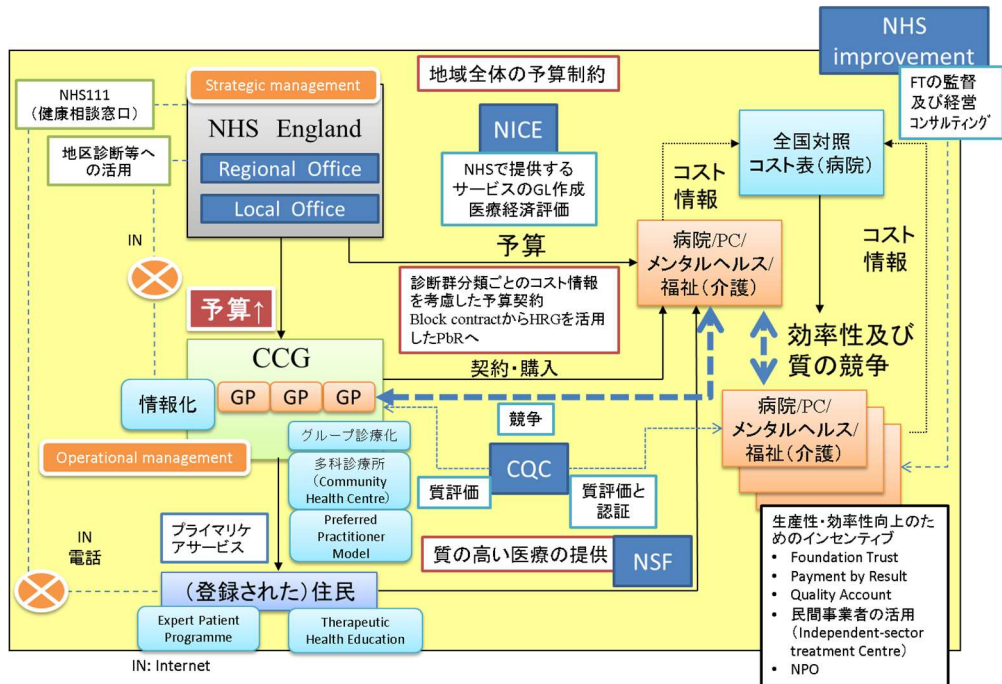 NHS
improvement
FTの監督
及び経営
コンサルティング
NHS111
(健康相談窓口)
地区診断等へ
の活用
Strategic management
NHS England
Regional Office
Local Office
地域全体の予算制約
NICE
NHSで提供する
サービスのGL作成
医療経済評価
全国対照
コスト表(病院)
コスト
情報
コスト
情報
IN
予算
病院/PC/
メンタルヘルス/
福祉(介護)
予算↑
診断群分類ごとのコスト情報
を考慮した予算契約
Block contractからHRGを活用
したPbRへ
効率性及び
質の競争
CCG
GP
GP
GP
契約・購入
情報化
競争
病院/PC/
メンタルヘルス/
福祉(介護)
グループ診療化
Operational management
多科診療所
(Community
Health Centre)
CQC
質評価
質評価と
認証
Preferred
Practitioner
Model
プライマリケ
アサービス
IN
電話
質の高い医療の提供
NSF
生産性・効率性向上のた
めのインセンティブ
• Foundation Trust
• Payment by Result
• Quality Account
• 民間事業者の活用
(Independent-sector
treatment Centre)
• NPO
(登録された)住民
Expert Patient
Programme
Therapeutic
Health Education
IN: Internet